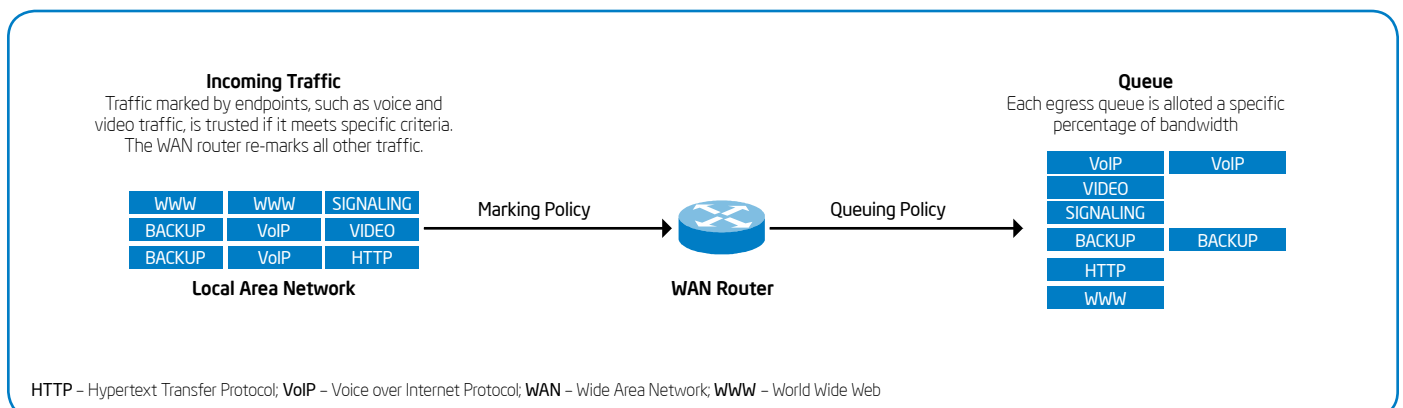 Incoming Traffic
Traffic marked by endpoints, such as voice and
video traffic, is trusted if it meets specific criteria.
The WAN router re-marks all other traffic.
WWW WWW SIGNALING
BACKUP VoIP VIDEO
BACKUP VoIP HTTP
Local Area Network
Marking Policy
WAN Router
Queuing Policy
Queue
Each egress queue is alloted a specific
percentage of bandwidth
VoIP VoIP
VIDEO
SIGNALING
BACKUP BACKUP
HTTP
WWW
HTTP – Hypertext Transfer Protocol; VoIP – Voice over Internet Protocol; WAN – Wide Area Network; WWW – World Wide Web